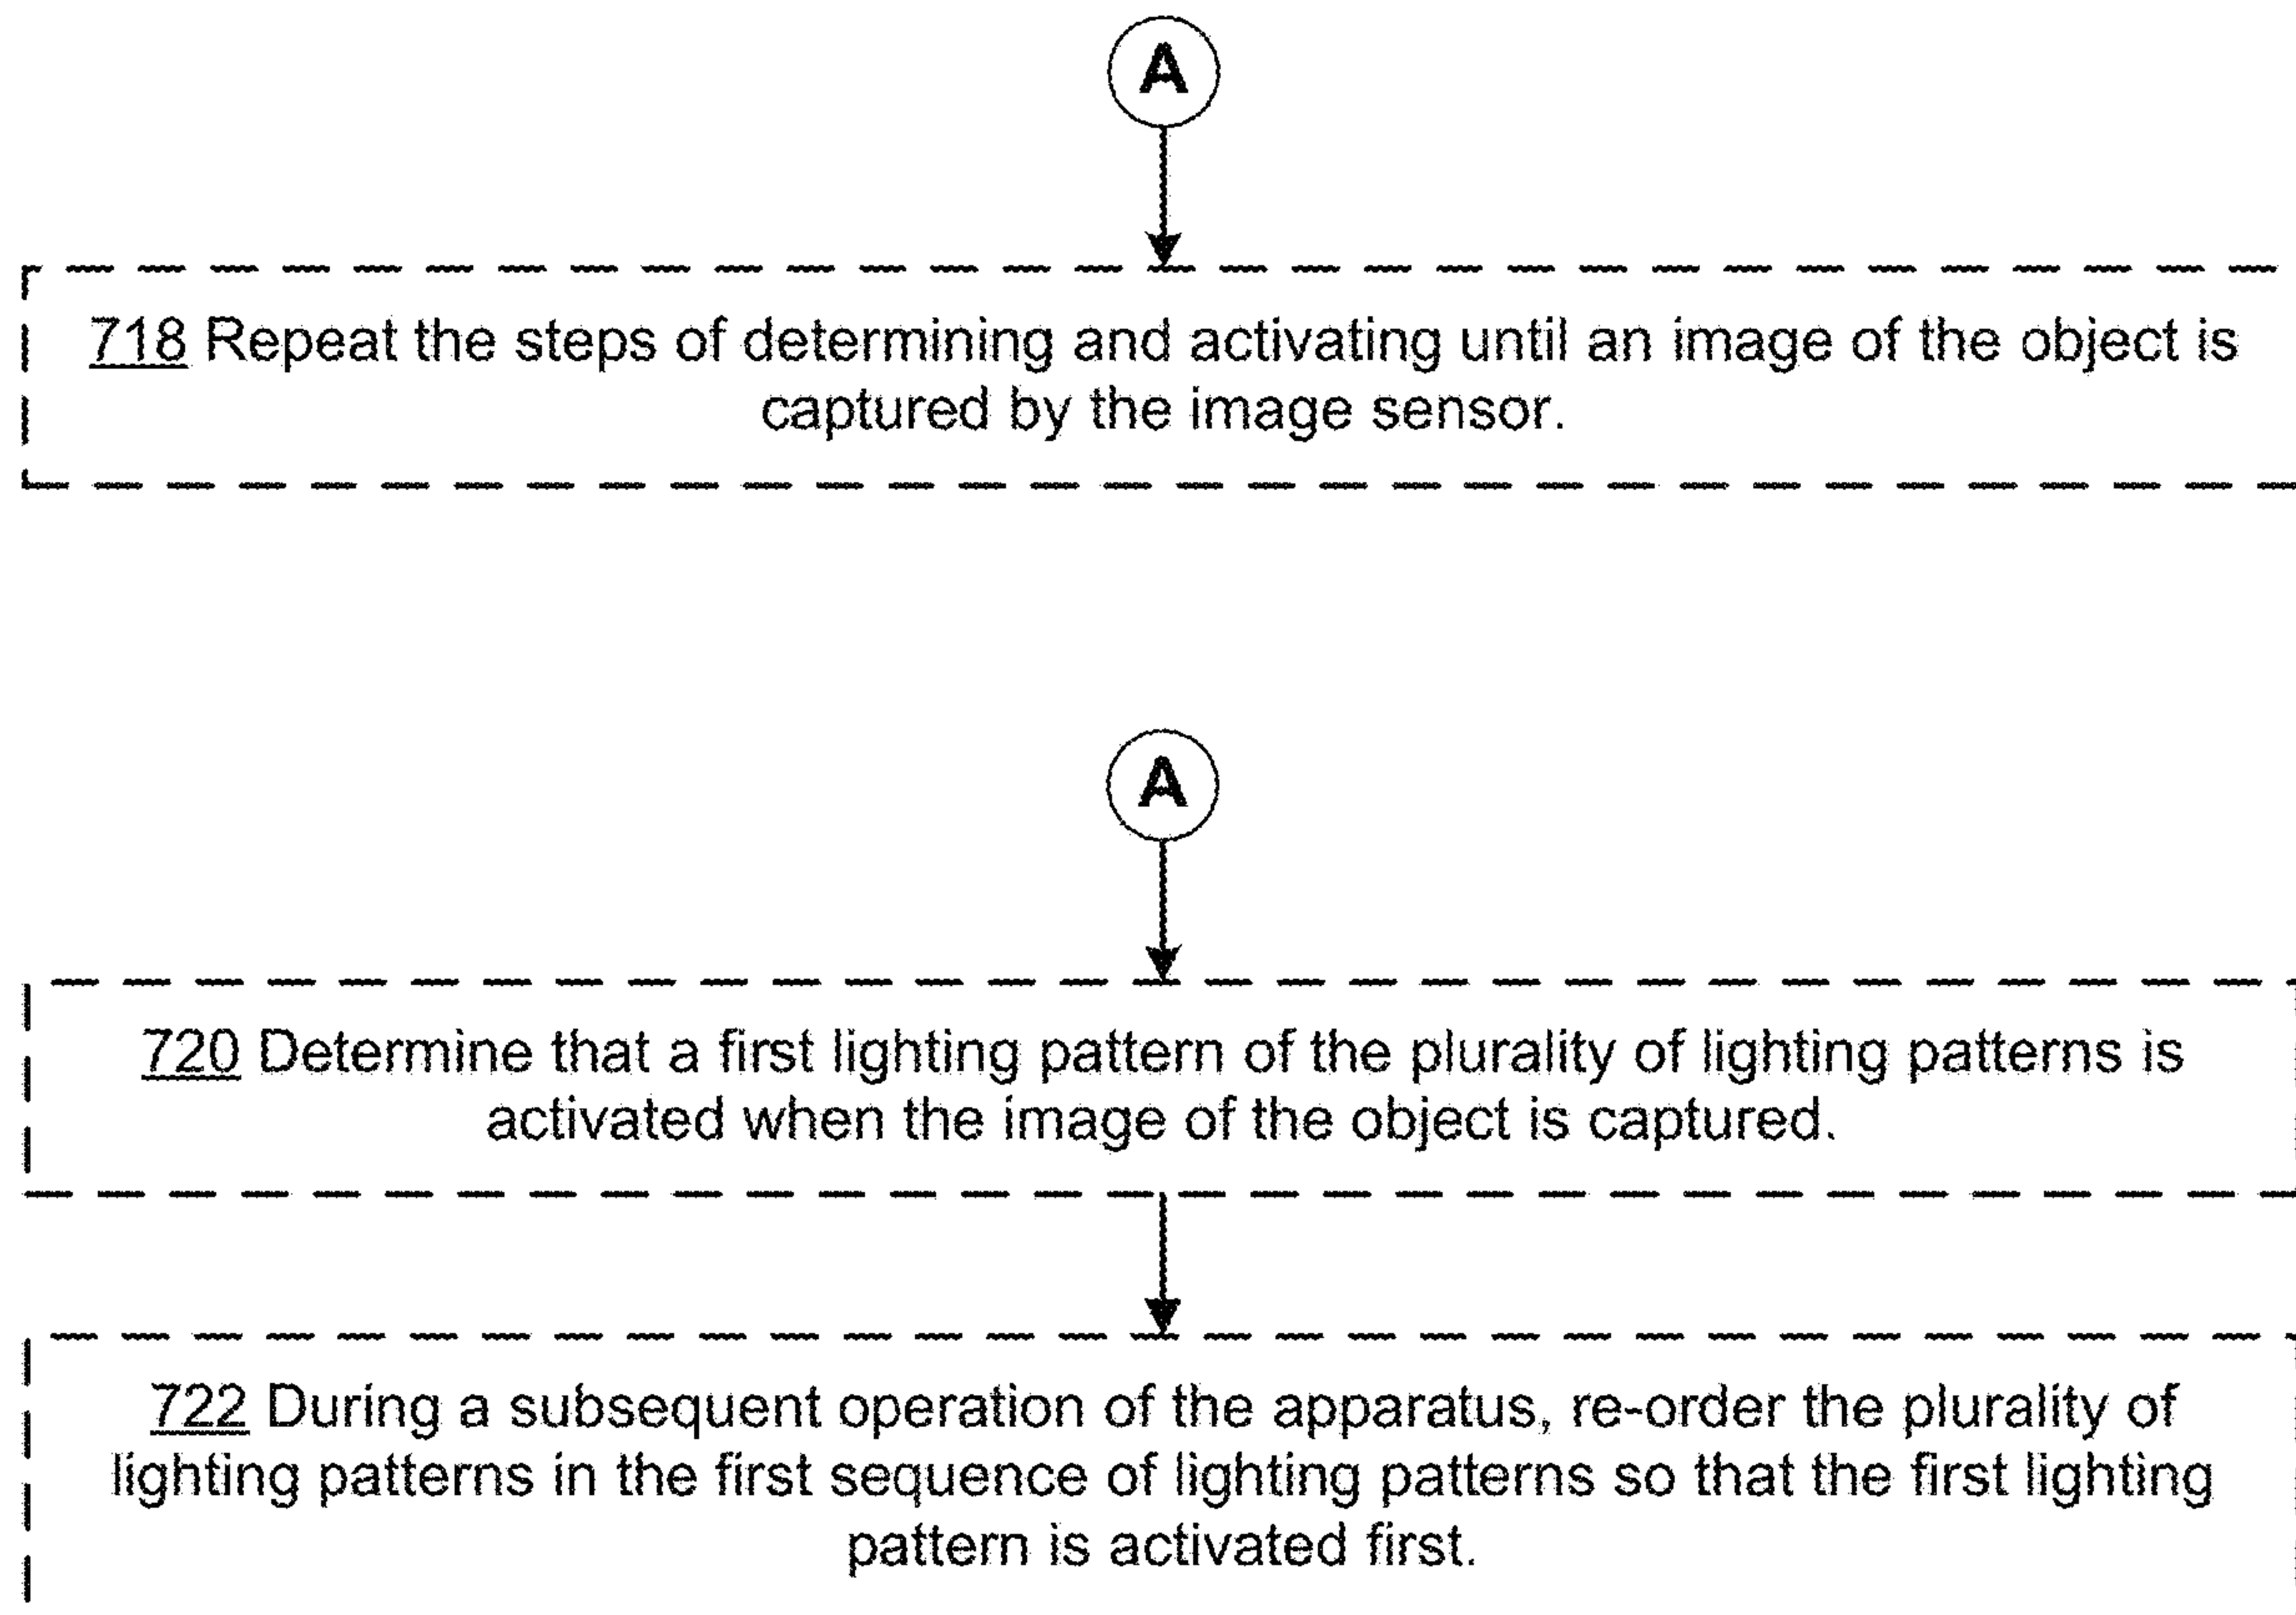 A
718 Repeat the steps of determining and activating until an image of the object is
captured by the image sensor.
A
720 Determine that a first lighting pattern of the plurality of lighting patterns is
activated when the image of the object is captured.
722 During a subsequent operation of the apparatus, re-order the plurality of
lighting patterns in the first sequence of lighting patterns so that the first lighting
pattern is activated first.